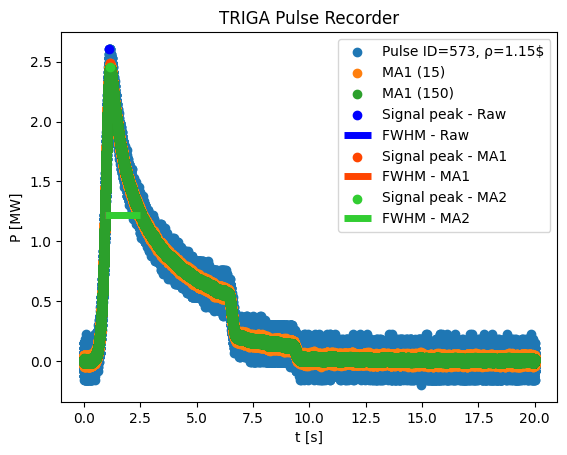 TRIGA Pulse Recorder
Pulse ID=573, ρ=1.15$
MA1 (15)
MA1 (150)
Signal peak - Raw
FWHM - Raw
Signal peak - MA1
FWHM - MA1
Signal peak - MA2
FWHM - MA2
P [MW]
2.5
2.0
1.5
1.0
0.5
0.0
0.0 2.5 5.0 7.5 10.0 12.5 15.0 17.5 20.0
t [s]